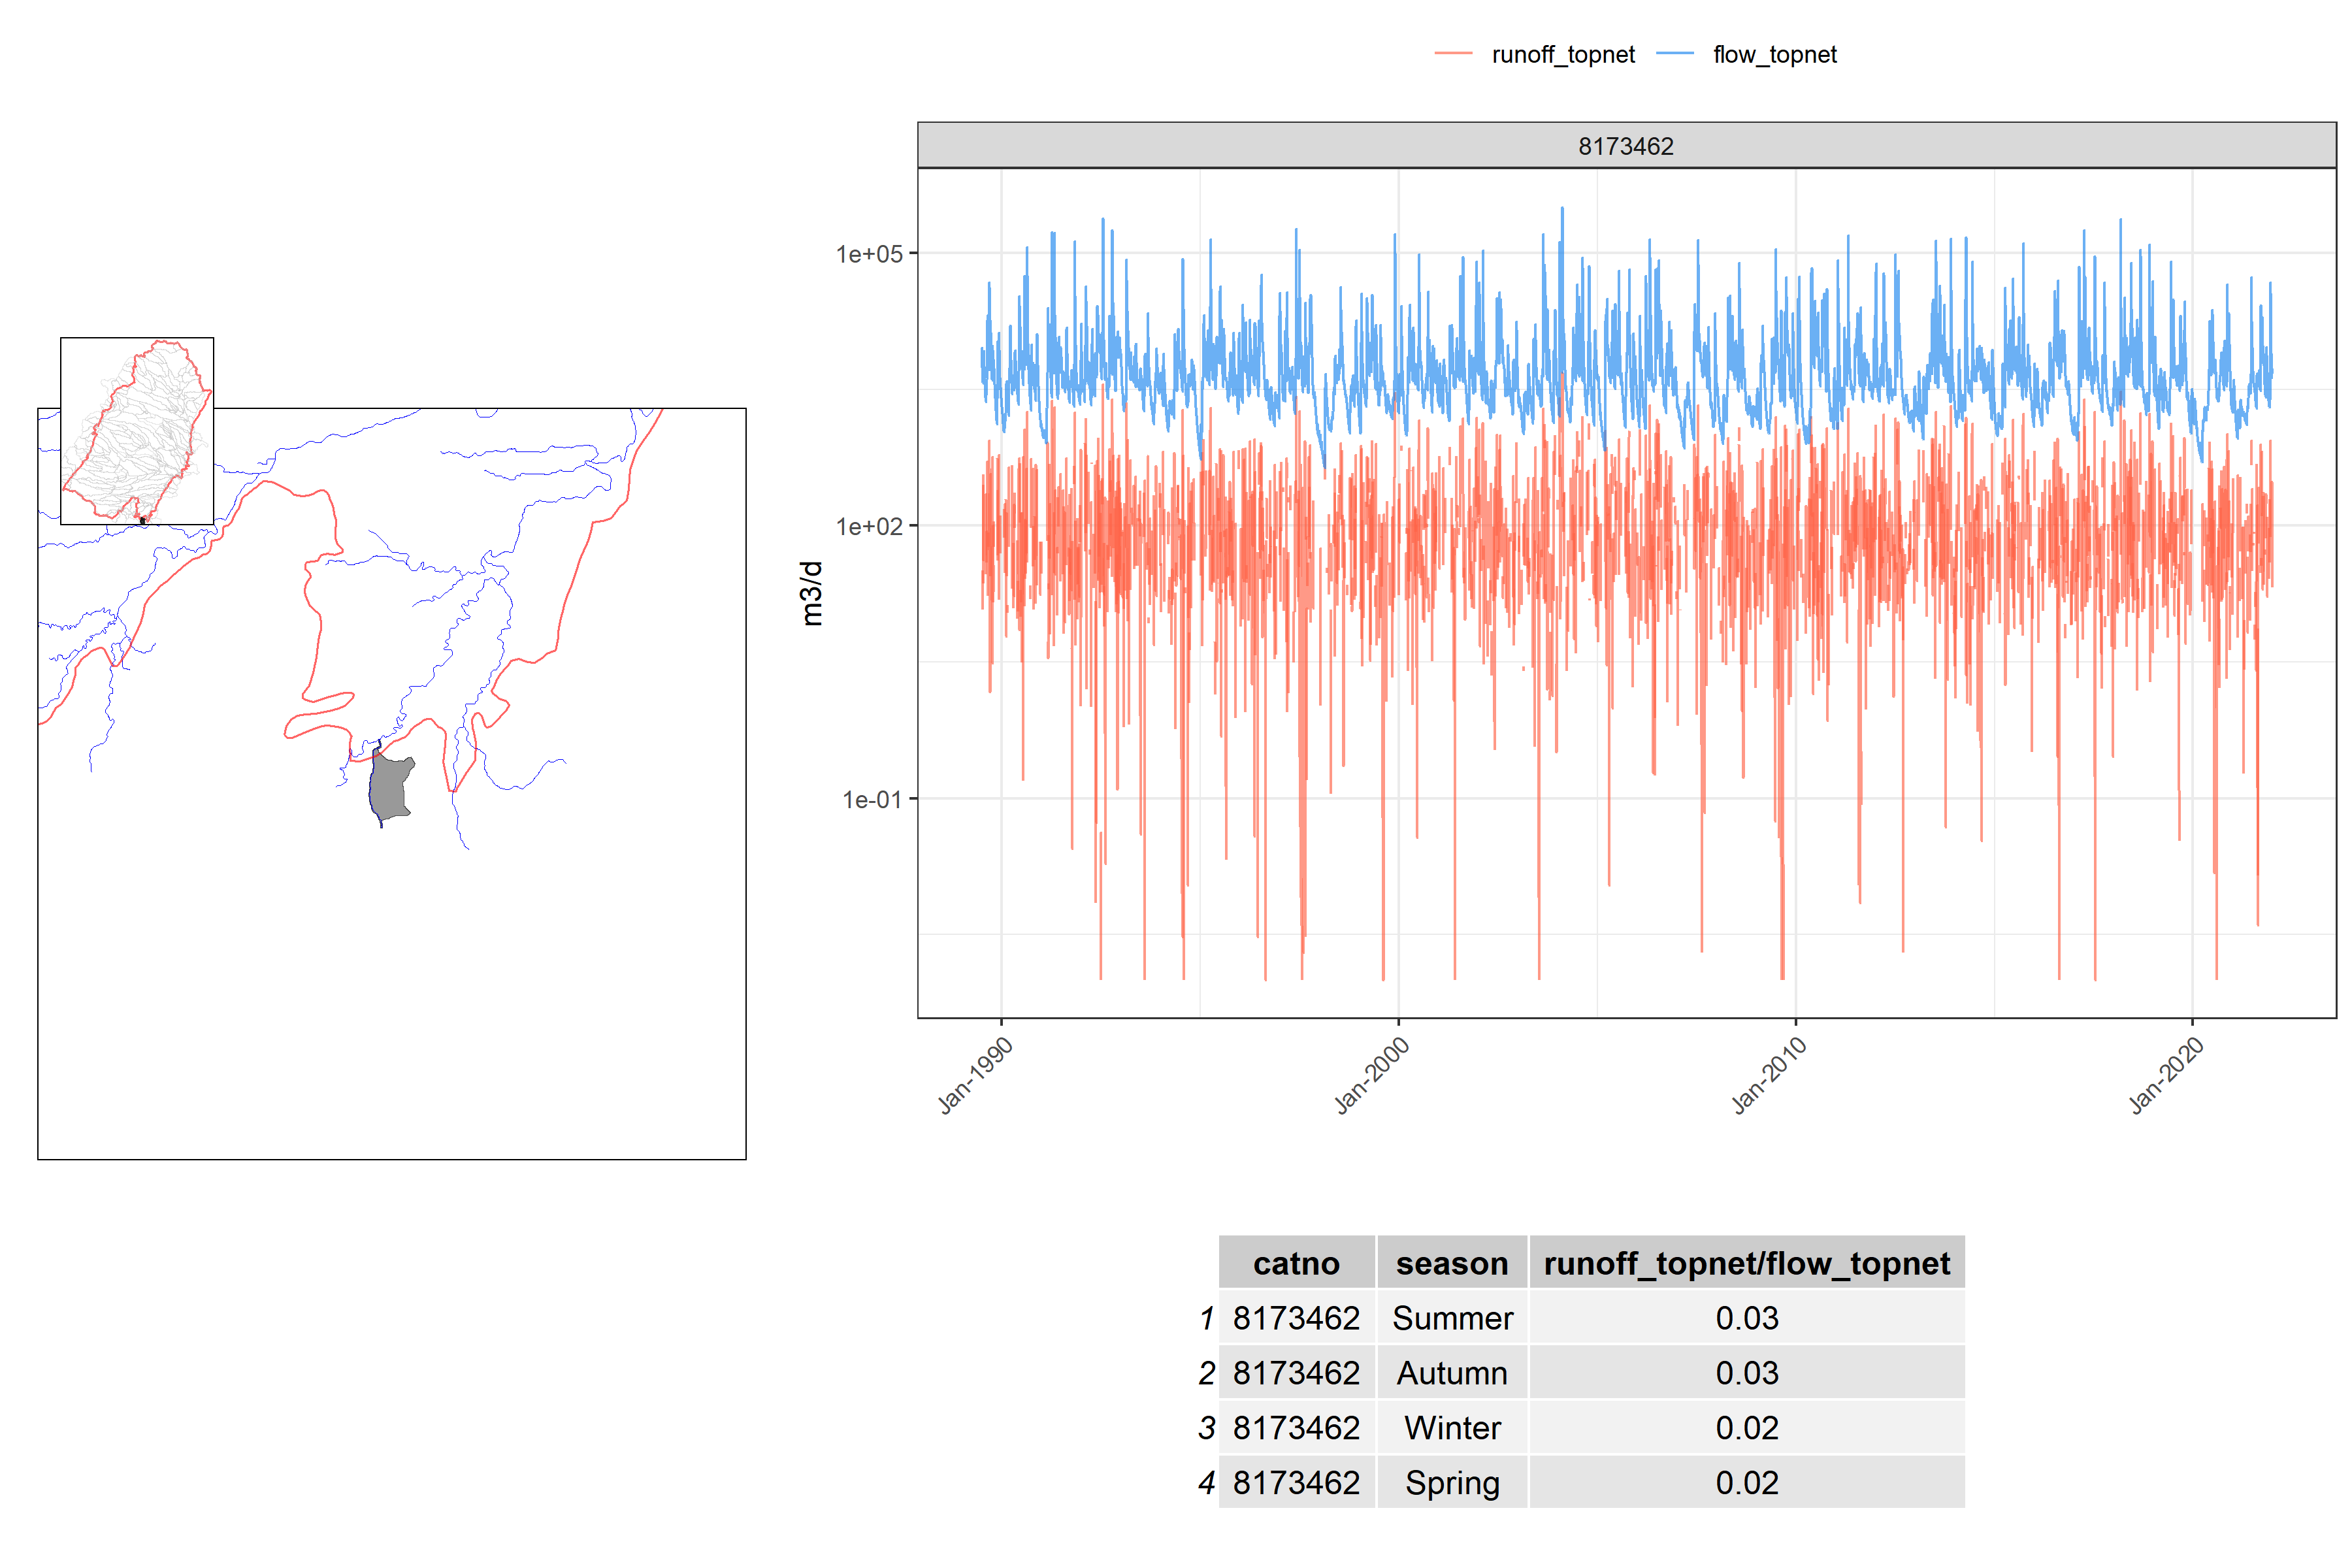 runoff_topnet flow_topnet
8173462
1e+05
1e+02
1e-01
m3/d
Jan-1990 Jan-2000 Jan-2010 Jan-2020
catno season runoff_topnet/flow_topnet
1 8173462 Summer 0.03
2 8173462 Autumn 0.03
3 8173462 Winter 0.02
4 8173462 Spring 0.02